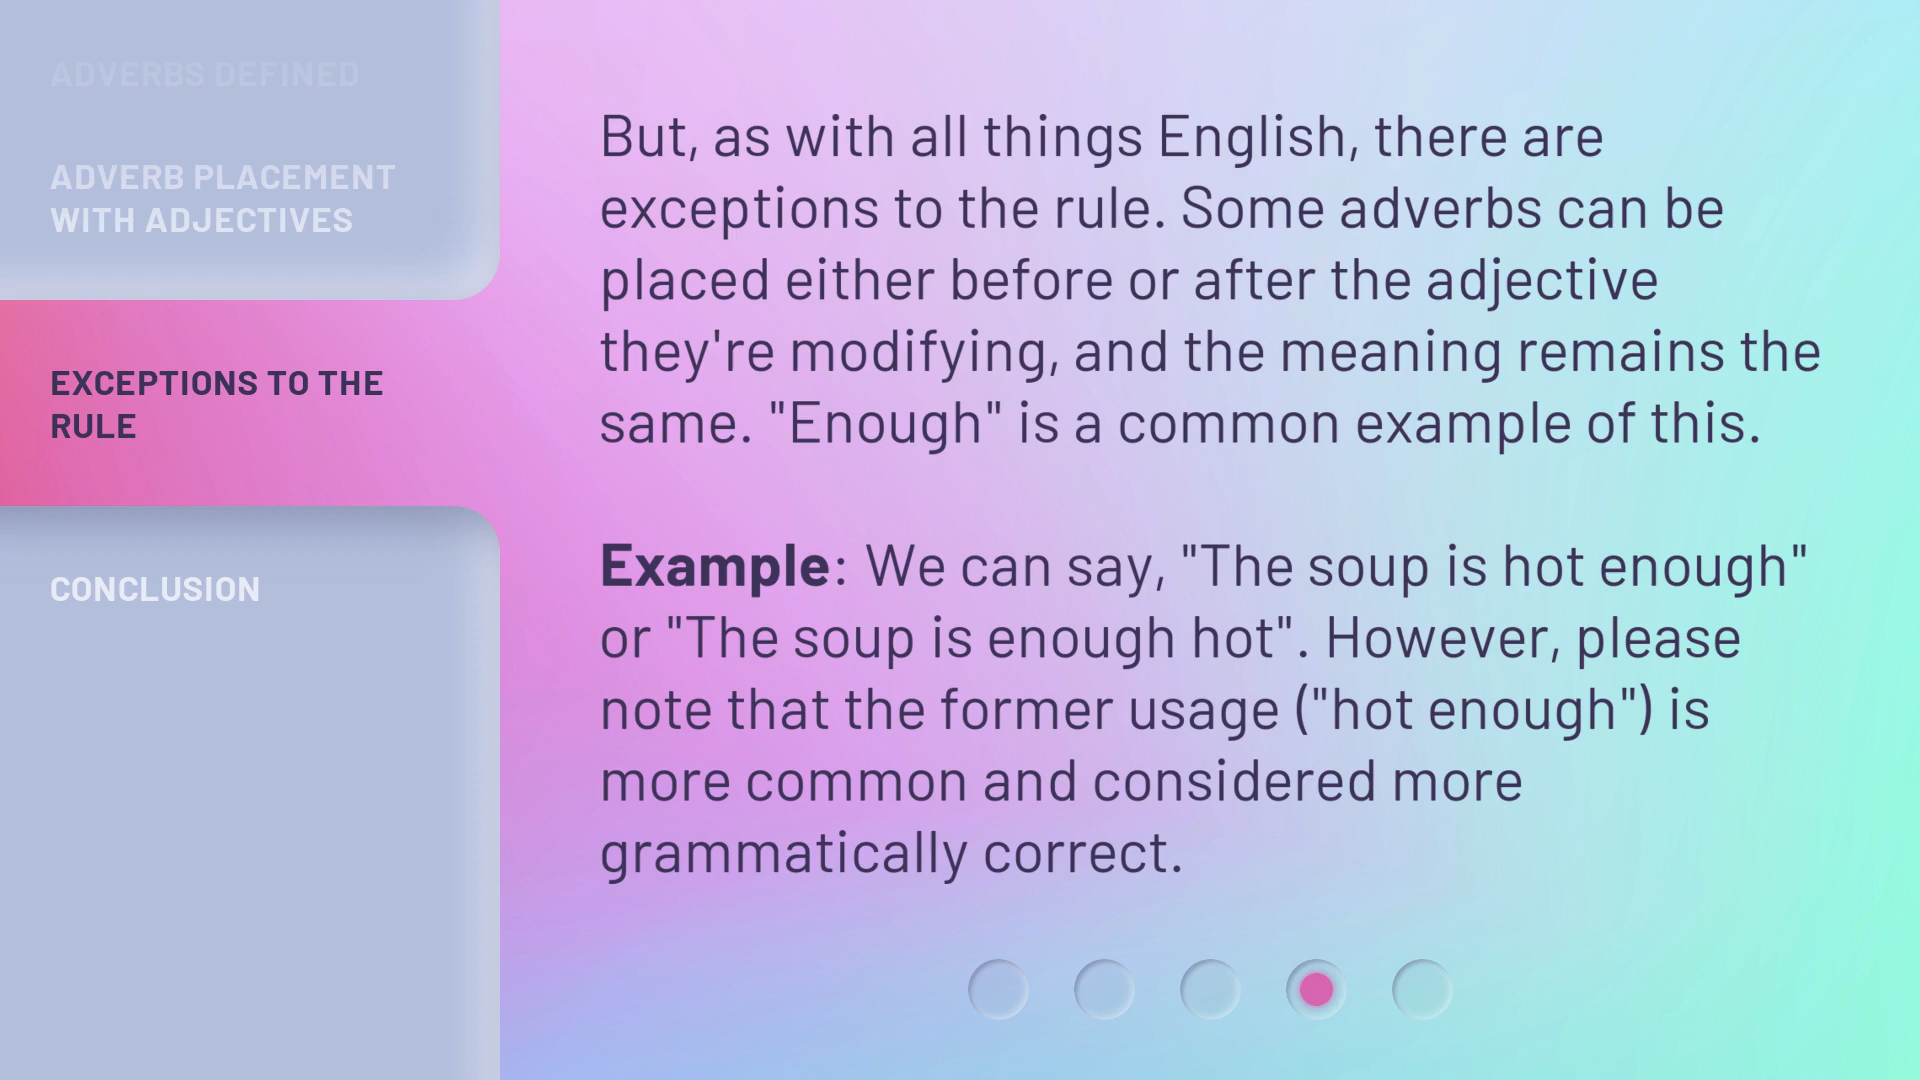 ADVERBS DEFINED
ADVERB PLACEMENT
WITH ADJECTIVES
EXCEPTIONS TO THE
RULE
CONCLUSION
But, as with all things English, there are
exceptions to the rule. Some adverbs can be
placed either before or after the adjective
they're modifying, and the meaning remains the
same. "Enough" is a common example of this.
Example: We can say, "The soup is hot enough"
or "The soup is enough hot". However, please
note that the former usage ("hot enough") is
more common and considered more
grammatically correct.